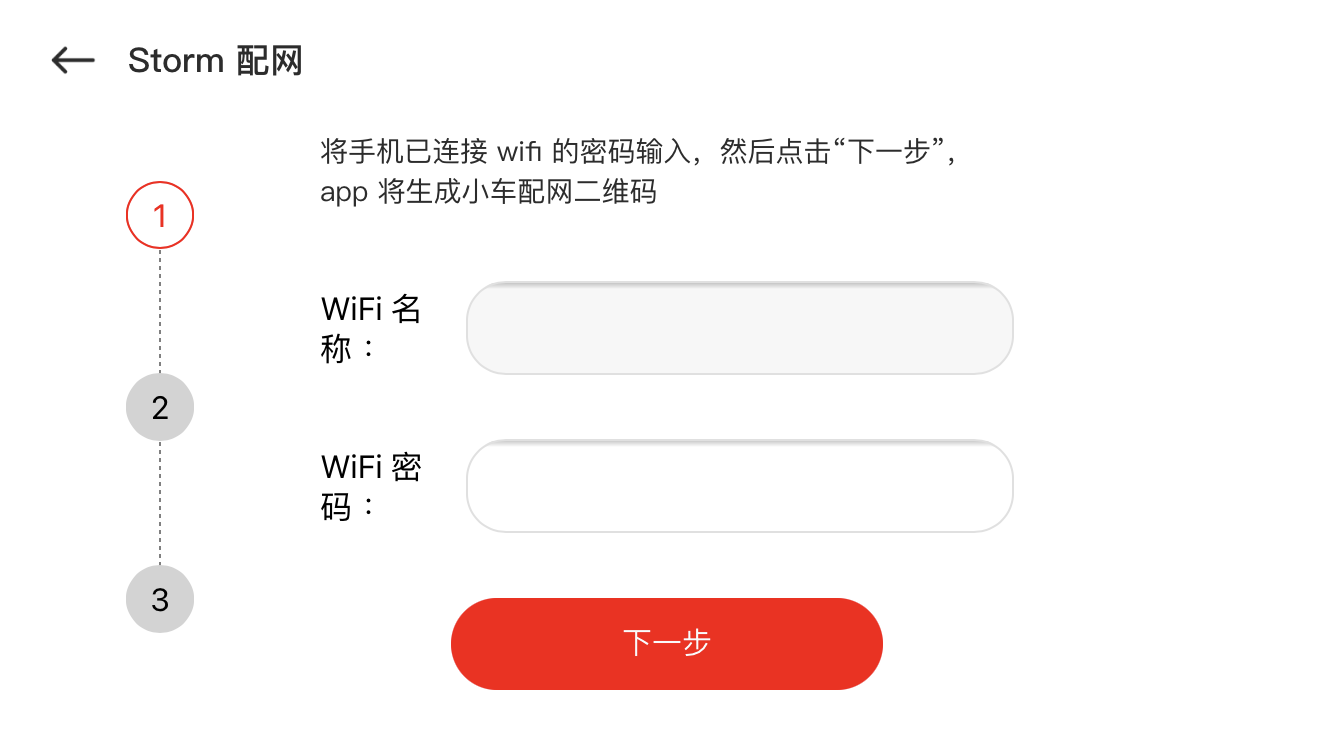 Storm 配网
将手机已连接 wifi 的密码输入，然后点击“下一步”，
app 将生成小车配网二维码
1
WiFi 名
称：
2
WiFi 密
码：
3
下一步